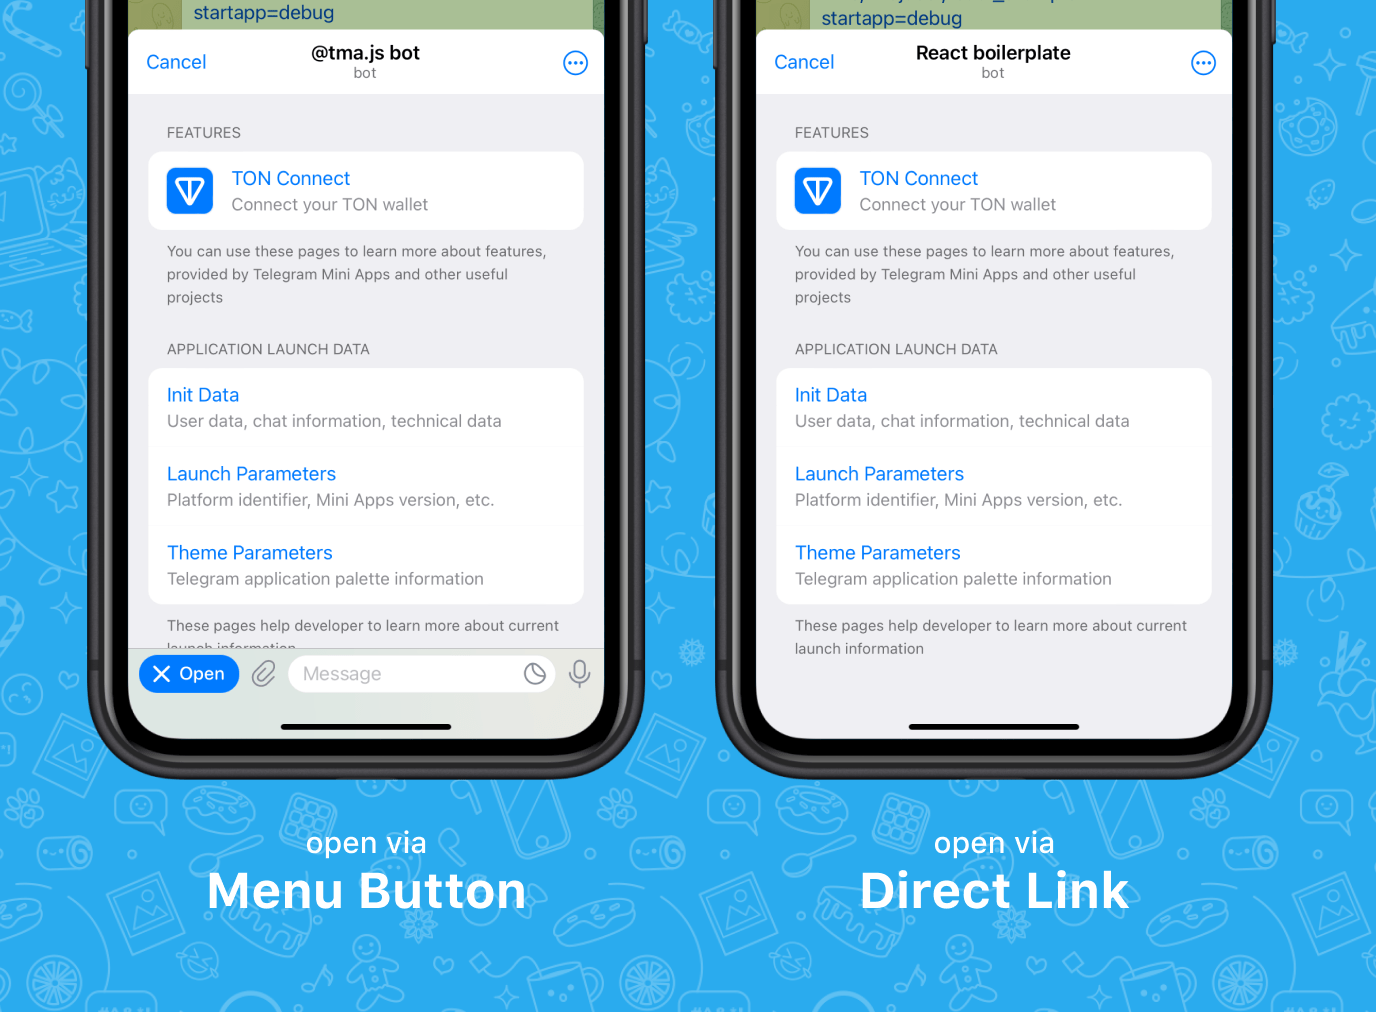 startapp=debug
Cancel
@tma.js bot
bot
FEATURES
TON Connect
Connect your TON wallet
You can use these pages to learn more about features,
provided by Telegram Mini Apps and other useful
projects
APPLICATION LAUNCH DATA
Init Data
User data, chat information, technical data
Launch Parameters
Platform identifier, Mini Apps version, etc.
Theme Parameters
Telegram application palette information
These pages help developer to learn more about current
launch information
Open
Message
open via
Menu Button
startapp=debug
Cancel
React boilerplate
bot
FEATURES
TON Connect
Connect your TON wallet
You can use these pages to learn more about features,
provided by Telegram Mini Apps and other useful
projects
APPLICATION LAUNCH DATA
Init Data
User data, chat information, technical data
Launch Parameters
Platform identifier, Mini Apps version, etc.
Theme Parameters
Telegram application palette information
These pages help developer to learn more about current
launch information
open via
Direct Link